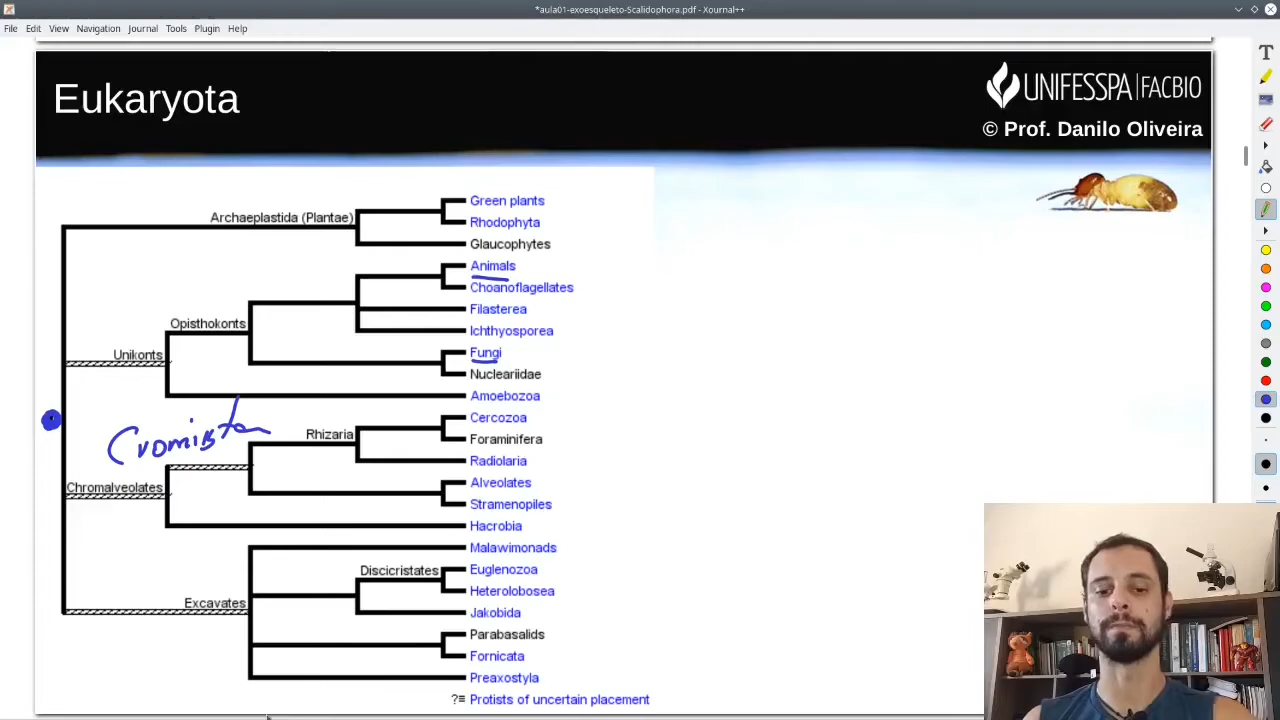 *aula01-exoesqueleto-Scalidophora.pdf - Xournal++
File Edit View Navigation Journal Tools Plugin Help
Eukaryota
UNIFESSPA | FACBIO
© Prof. Danilo Oliveira
Green plants
Archaeplastida (Plantae)
Rhodophyta
Glaucophytes
Animals
Choanoflagellates
Filasterea
Opisthokonts
Ichthyosporea
Unikonts
Fungi
Nucleariidae
Amoebozoa
Cromista
Cercozoa
Rhizaria
Foraminifera
Radiolaria
Chromalveolates
Alveolates
Stramenopiles
Hacrobia
Malawimonads
Discicristates
Euglenozoa
Heterolobosea
Excavates
Jakobida
Parabasalids
Fornicata
Preaxostyla
?≡ Protists of uncertain placement
T